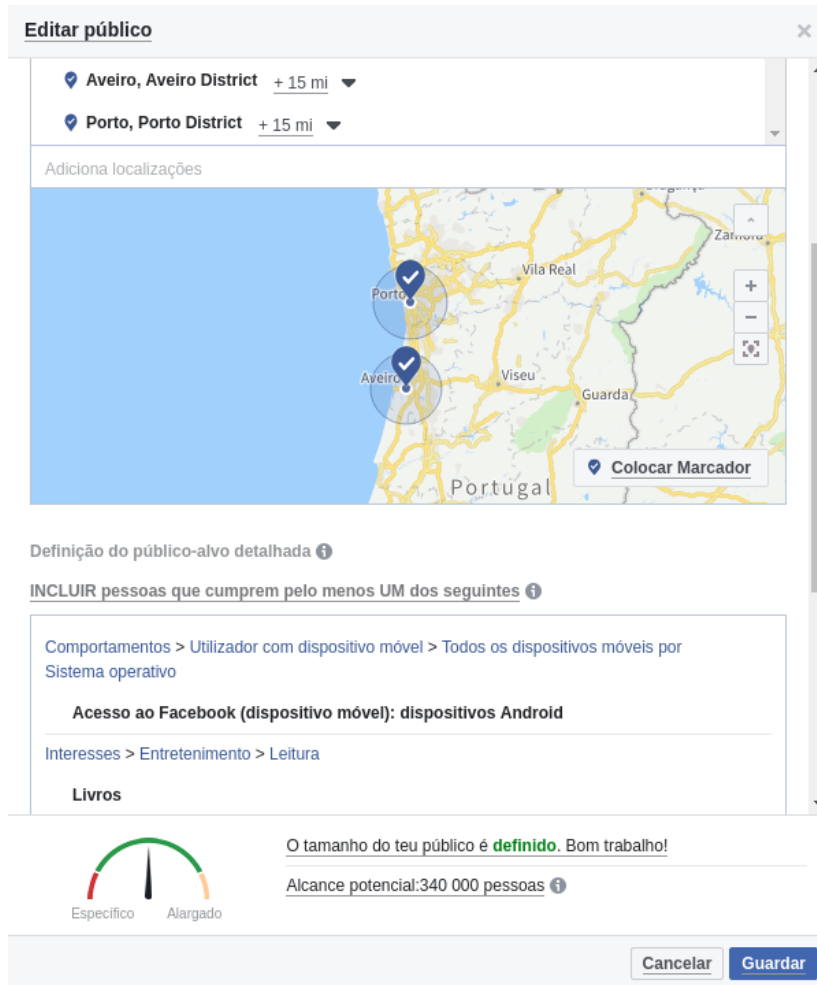 Editar público
Aveiro, Aveiro District + 15 mi
Porto, Porto District + 15 mi
Adiciona localizações
Bragança
Zamora
Vila Real
Porto
Viseu
Aveiro
Guarda
Colocar Marcador
Portugal
Definição do público-alvo detalhada
INCLUIR pessoas que cumprem pelo menos UM dos seguintes
Comportamentos > Utilizador com dispositivo móvel > Todos os dispositivos móveis por
Sistema operativo
Acesso ao Facebook (dispositivo móvel): dispositivos Android
Interesses > Entretenimento > Leitura
Livros
O tamanho do teu público é definido. Bom trabalho!
Alcance potencial:340 000 pessoas
Específico Alargado
Cancelar Guardar